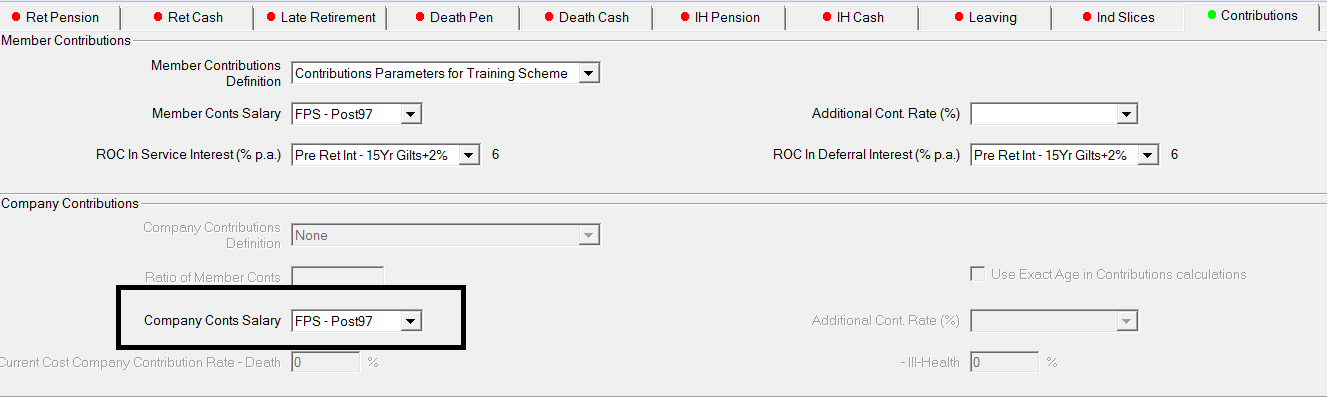 Ret Pension Ret Cash Late Retirement Death Pen Death Cash IH Pension IH Cash Leaving Ind Slices Contributions
Member Contributions
Member Contributions
Definition
Contributions Parameters for Training Scheme
Member Conts Salary FPS - Post97 Additional Cont. Rate (%)
ROC In Service Interest (% p.a.) Pre Ret Int - 15Yr Gilts+2% 6 ROC In Deferral Interest (% p.a.) Pre Ret Int - 15Yr Gilts+2% 6
Company Contributions
Company Contributions
Definition
None
Ratio of Member Conts Use Exact Age in Contributions calculations
Company Conts Salary FPS - Post97 Additional Cont. Rate (%)
Current Cost Company Contribution Rate - Death 0 % - Ill-Health 0 %